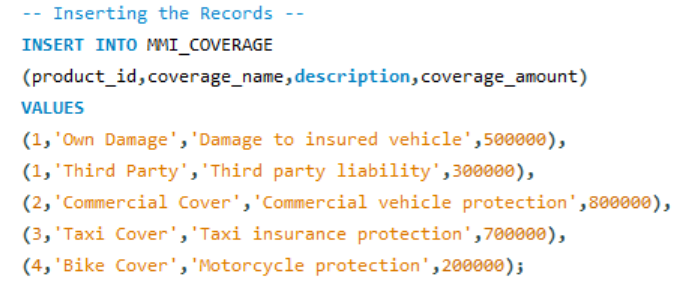 -- Inserting the Records --
INSERT INTO MMI_COVERAGE
(product_id,coverage_name,description,coverage_amount)
VALUES
(1,'Own Damage','Damage to insured vehicle',500000),
(1,'Third Party','Third party liability',300000),
(2,'Commercial Cover','Commercial vehicle protection',800000),
(3,'Taxi Cover','Taxi insurance protection',700000),
(4,'Bike Cover','Motorcycle protection',200000);